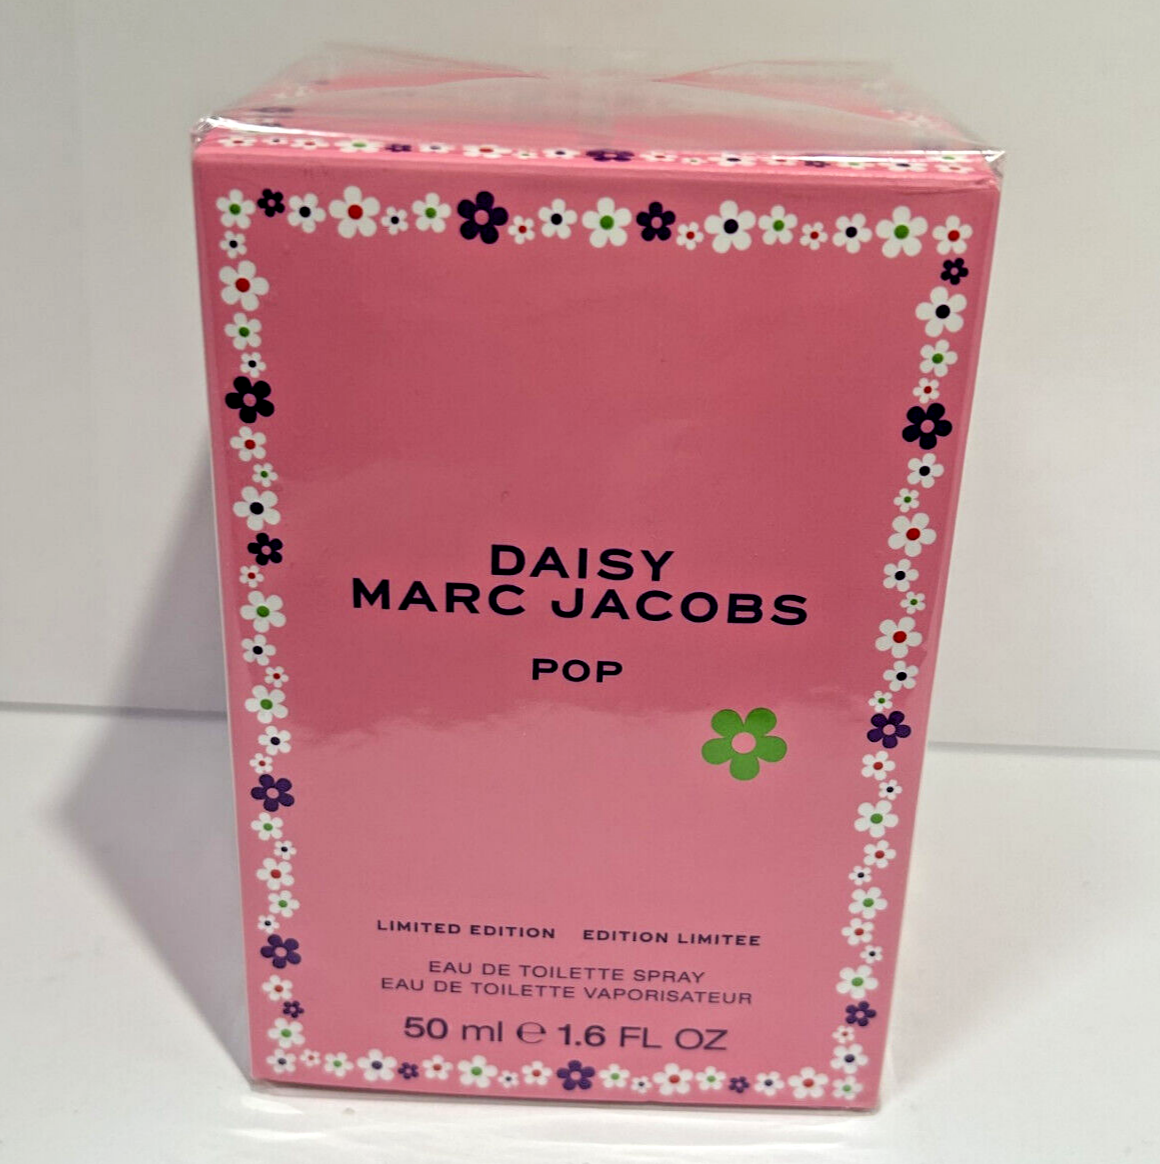 DAISY
MARC JACOBS
POP
LIMITED EDITION EDITION LIMITEE
EAU DE TOILETTE SPRAY
EAU DE TOILETTE VAPORISATEUR
50 ml ℮ 1.6 FL OZ